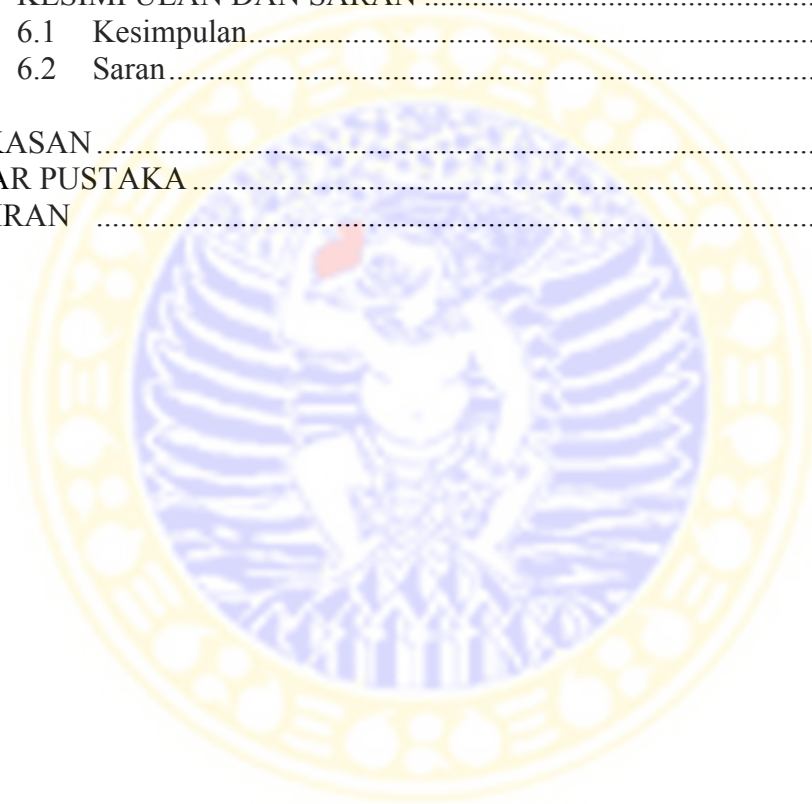 KESIMPULAN DAN SARAN ........................................................
6.1 Kesimpulan................................................................................
6.2 Saran...........................................................................................
KASAN.....................................................................................................
AR PUSTAKA ........................................................................................
IRAN .....................................................................................................